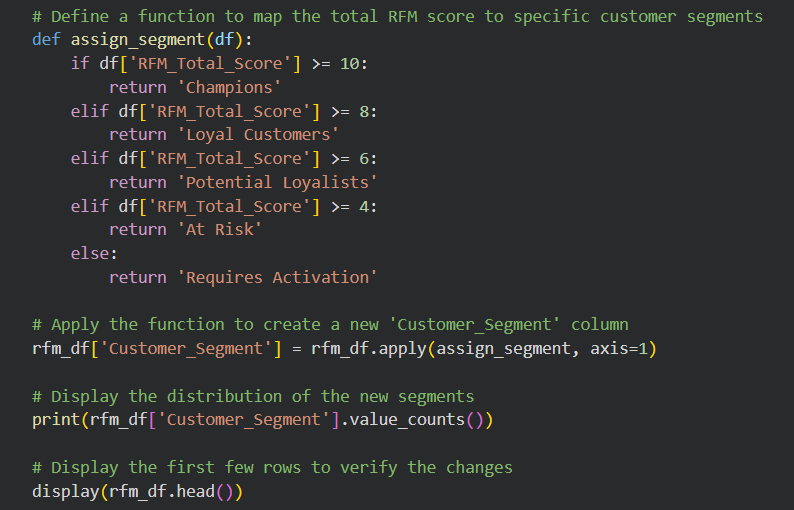 # Define a function to map the total RFM score to specific customer segments
def assign_segment(df):
    if df['RFM_Total_Score'] >= 10:
        return 'Champions'
    elif df['RFM_Total_Score'] >= 8:
        return 'Loyal Customers'
    elif df['RFM_Total_Score'] >= 6:
        return 'Potential Loyalists'
    elif df['RFM_Total_Score'] >= 4:
        return 'At Risk'
    else:
        return 'Requires Activation'

# Apply the function to create a new 'Customer_Segment' column
rfm_df['Customer_Segment'] = rfm_df.apply(assign_segment, axis=1)

# Display the distribution of the new segments
print(rfm_df['Customer_Segment'].value_counts())

# Display the first few rows to verify the changes
display(rfm_df.head())